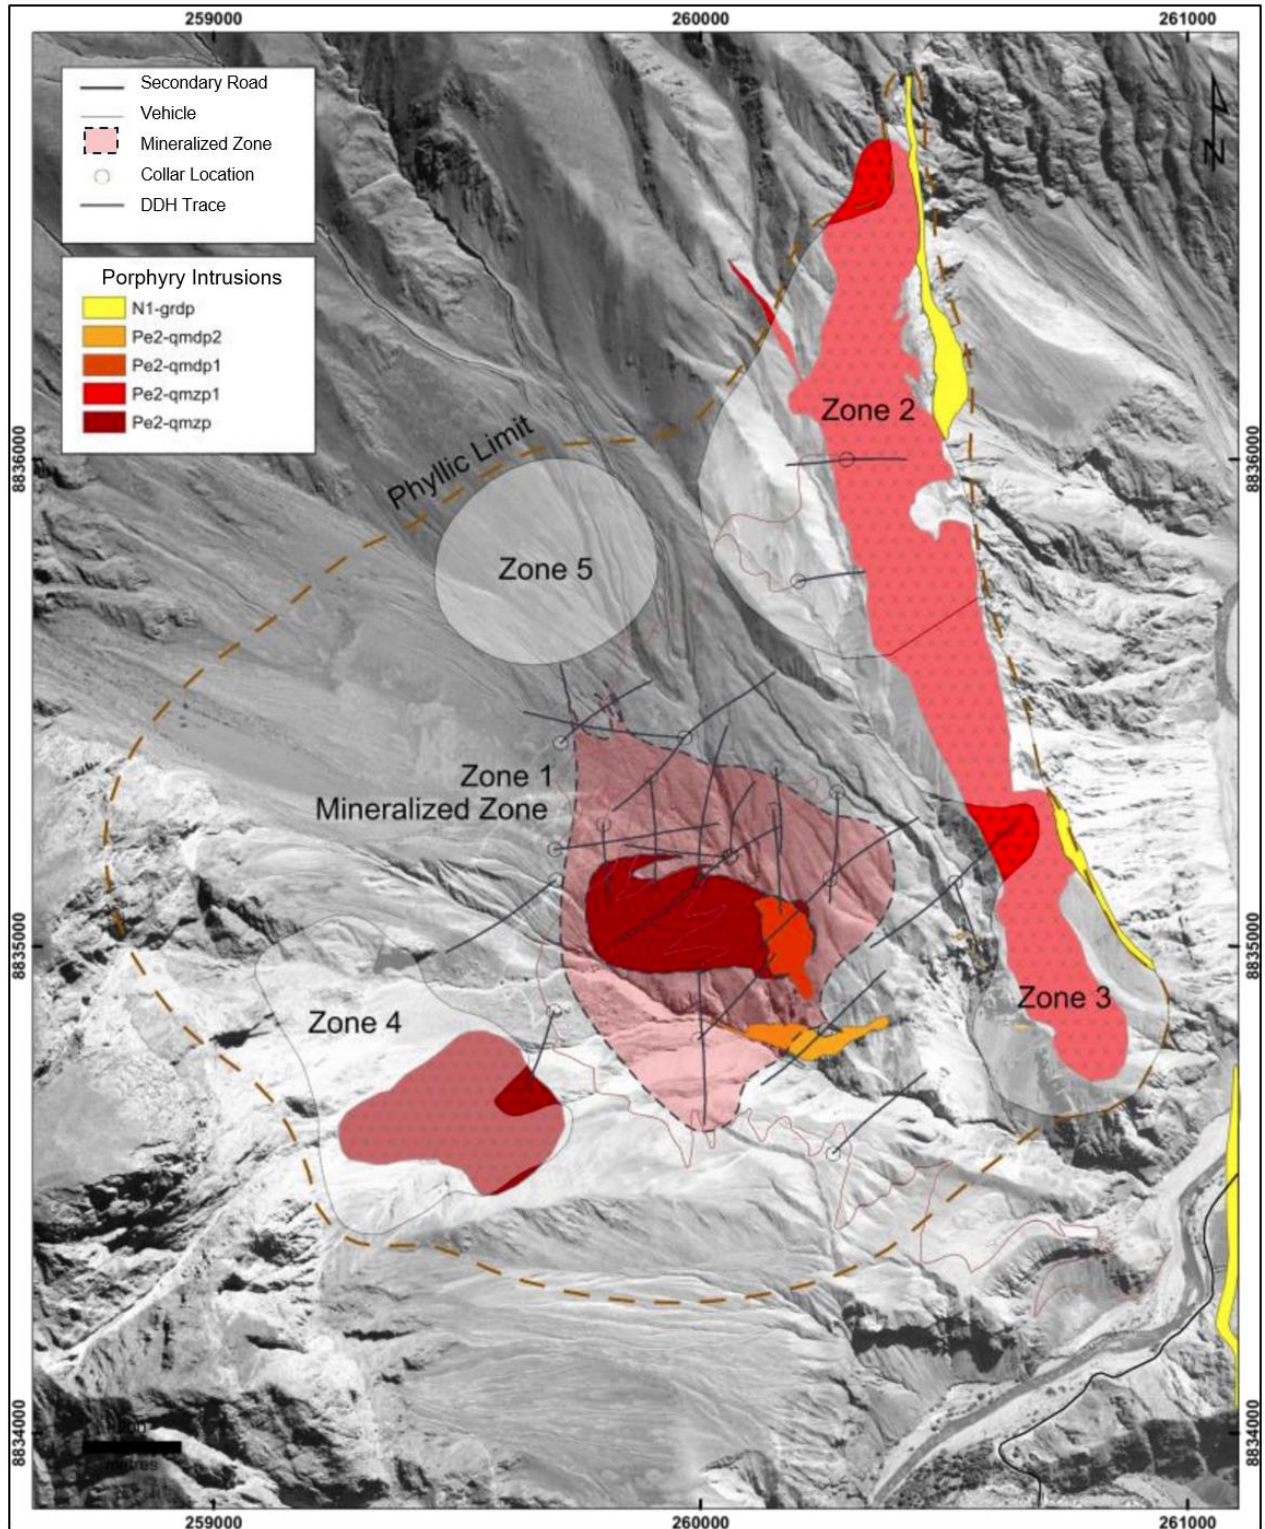 259000 260000 261000
Secondary Road
Vehicle
Mineralized Zone
Collar Location
DDH Trace
Porphyry Intrusions
N1-grdp
Pe2-qmdp2
Pe2-qmdp1
Pe2-qmzp1
Pe2-qmzp
N
Zone 2
8836000 8836000
Phyllic Limit
Zone 5
Zone 1
Mineralized Zone
8835000 8835000
Zone 3
Zone 4
8834000 8834000
metres
259000 260000 261000